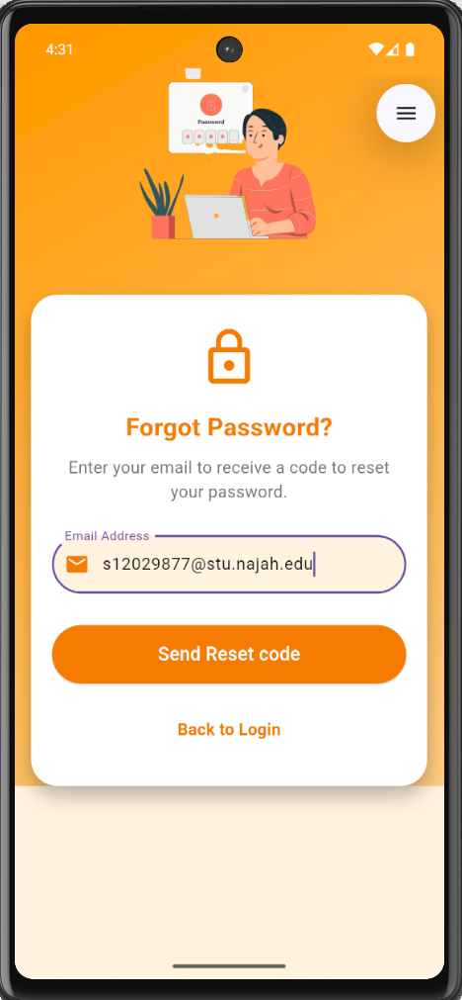 4:31
Password
Forgot Password?
Enter your email to receive a code to reset
your password.
Email Address
s12029877@stu.najah.edu
Send Reset code
Back to Login